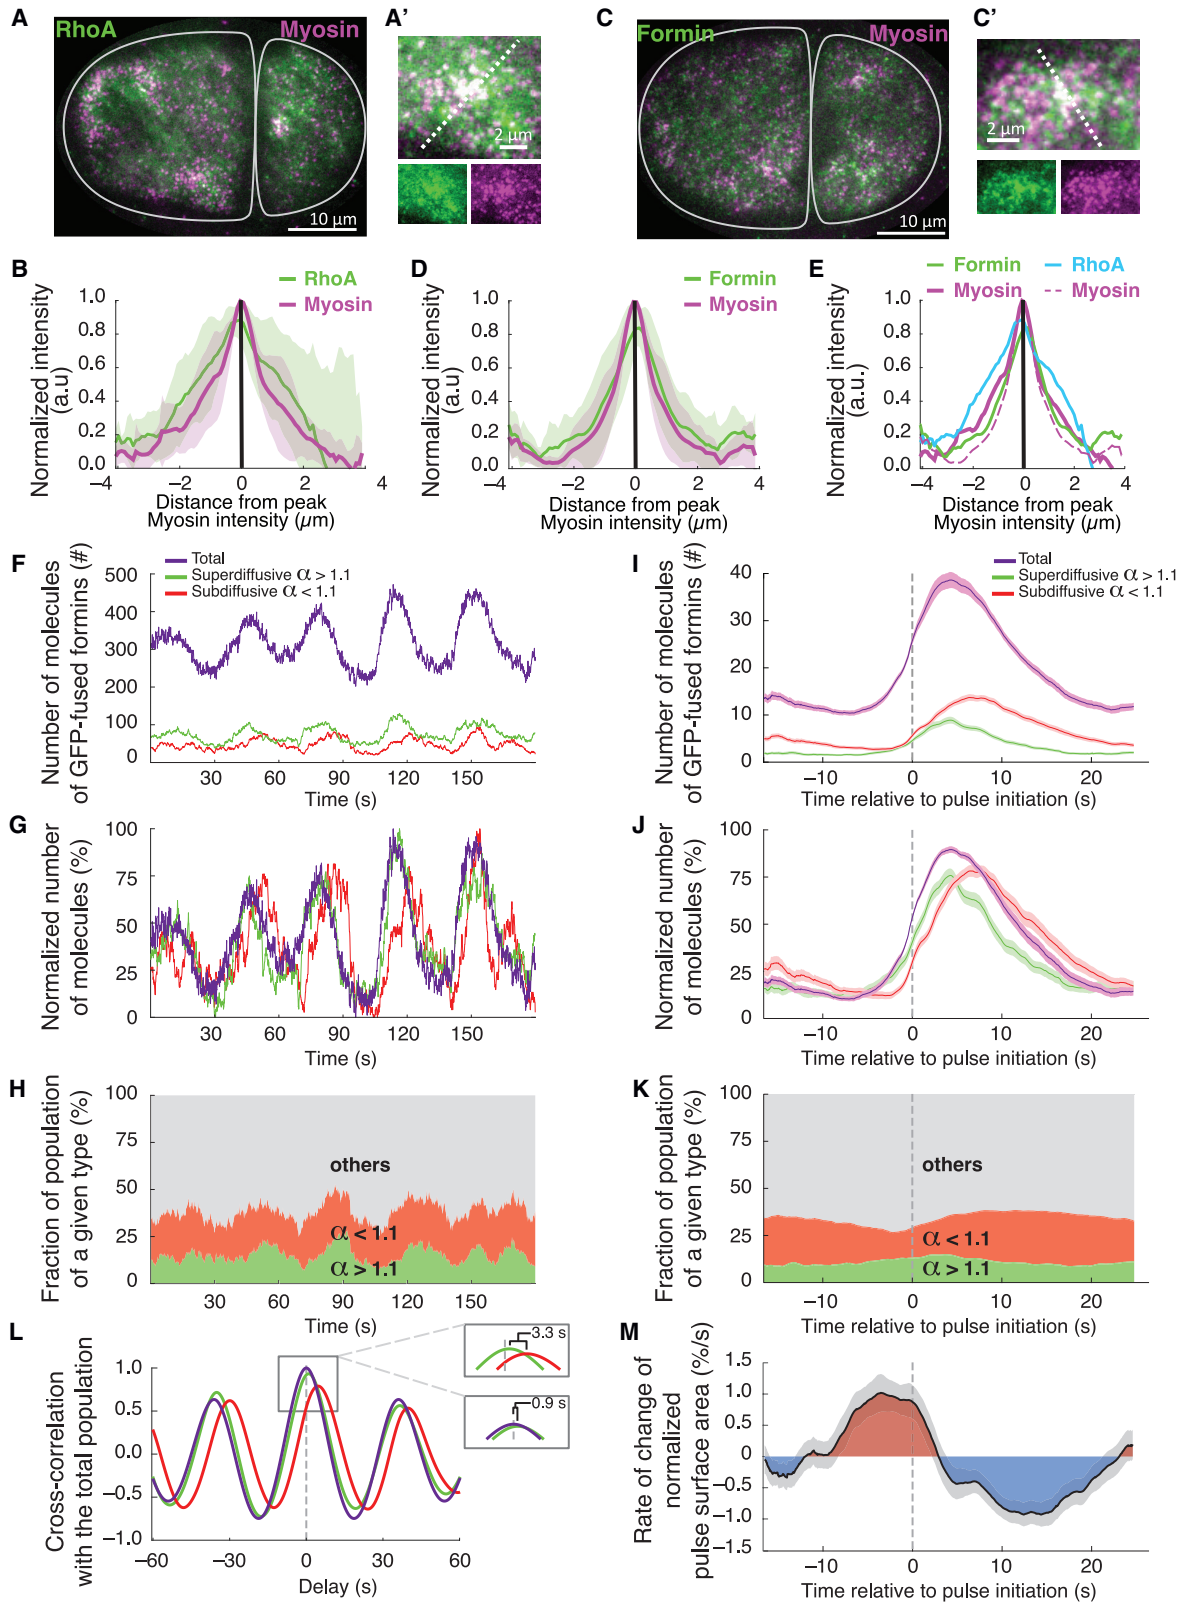 A
RhoA
Myosin
10 µm
A'
2 µm
C
Formin
Myosin
10 µm
C'
2 µm
B
RhoA
Myosin
Normalized intensity
(a.u)
1.0
0.8
0.6
0.4
0.2
0.0
−4
−2
0
2
4
Distance from peak
Myosin intensity (µm)
D
Formin
Myosin
Normalized intensity
(a.u)
1.0
0.8
0.6
0.4
0.2
0.0
−4
−2
0
2
4
Distance from peak
Myosin intensity (µm)
E
Formin
RhoA
Myosin
Myosin
Normalized intensity
(a.u.)
1.0
0.8
0.6
0.4
0.2
0.0
−4
−2
0
2
4
Distance from peak
Myosin intensity (µm)
F
Total
Superdiffusive α > 1.1
Subdiffusive α < 1.1
Number of molecules
of GFP-fused formins (#)
500
400
300
200
100
0
30
60
90
120
150
Time (s)
I
Total
Superdiffusive α > 1.1
Subdiffusive α < 1.1
Number of molecules
of GFP-fused formins (#)
40
30
20
10
0
−10
0
10
20
Time relative to pulse initiation (s)
G
Normalized number
of molecules (%)
100
75
50
25
0
30
60
90
120
150
Time (s)
J
Normalized number
of molecules (%)
100
75
50
25
0
−10
0
10
20
Time relative to pulse initiation (s)
H
Fraction of population
of a given type (%)
100
75
50
25
0
others
α < 1.1
α > 1.1
30
60
90
120
150
Time (s)
K
Fraction of population
of a given type (%)
100
75
50
25
0
others
α < 1.1
α > 1.1
−10
0
10
20
Time relative to pulse initiation (s)
L
Cross-correlation
with the total population
1.0
0.5
0.0
−0.5
−1.0
−60
−30
0
30
60
Delay (s)
3.3 s
0.9 s
M
Rate of change of
normalized
pulse surface area (%/s)
1.5
1.0
0.5
0
−0.5
−1.0
−1.5
−10
0
10
20
Time relative to pulse initiation (s)